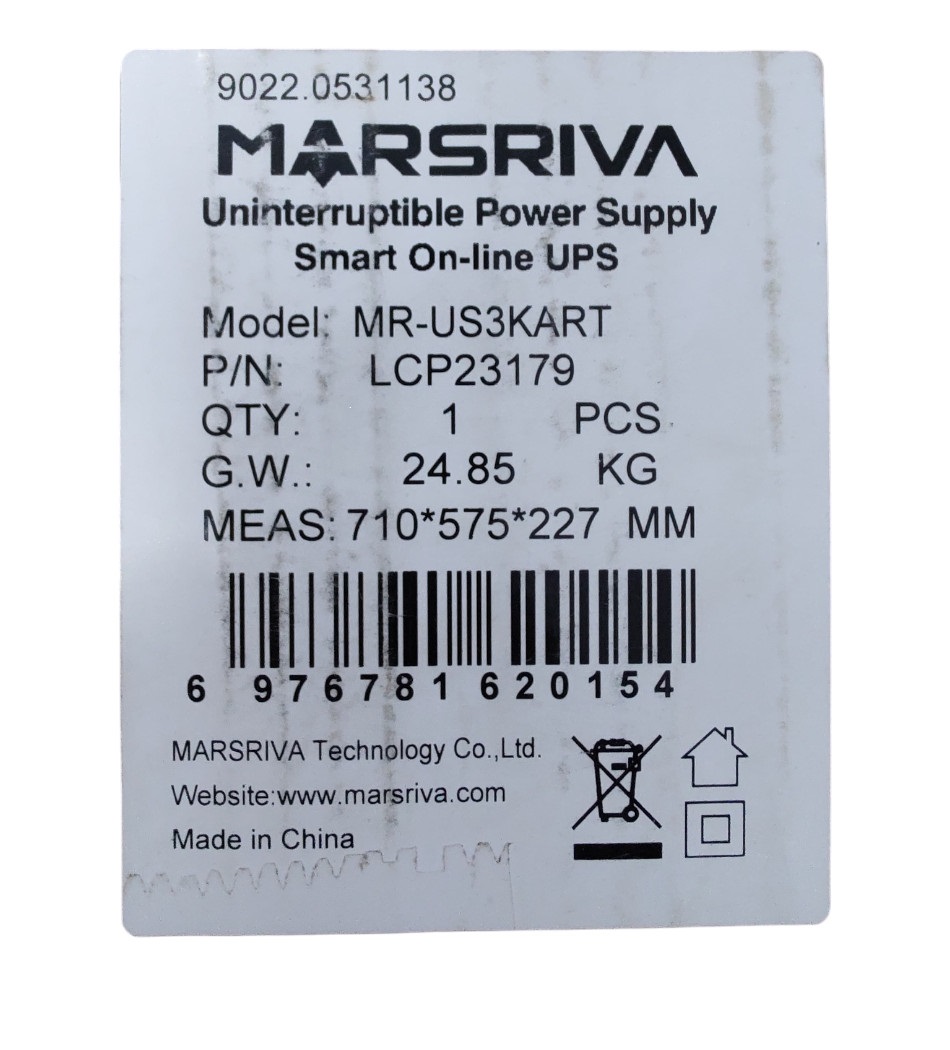 9022.0531138
MARSRIVA
Uninterruptible Power Supply
Smart On-line UPS
Model: MR-US3KART
P/N: LCP23179
QTY: 1 PCS
G.W.: 24.85 KG
MEAS: 710*575*227 MM
6 976781 620154
MARSRIVA Technology Co.,Ltd.
Website:www.marsriva.com
Made in China